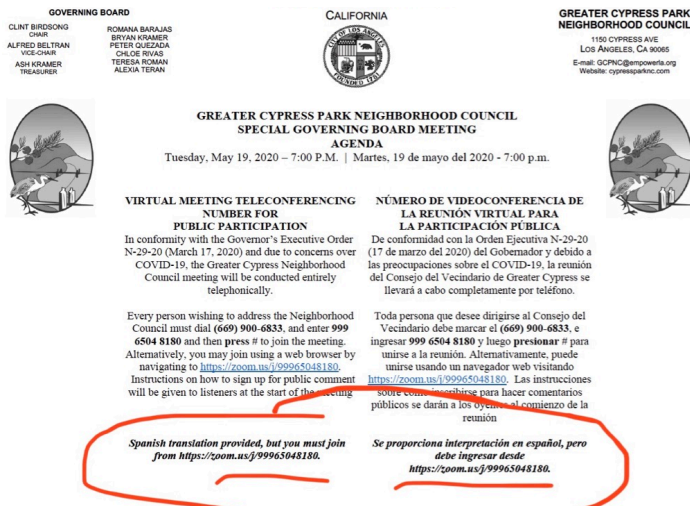 GOVERNING BOARD
CLINT BIRDSONG
CHAIR
ALFRED BELTRAN
VICE-CHAIR
ASH KRAMER
TREASURER
ROMANA BARAJAS
BRYAN KRAMER
PETER QUEZADA
CHLOE RIVAS
TERESA ROMAN
ALEXIA TERAN
CALIFORNIA
CITY OF LOS ANGELES
FOUNDED 1781
GREATER CYPRESS PARK
NEIGHBORHOOD COUNCIL
1150 CYPRESS AVE
LOS ANGELES, CA 90065
E-mail: GCPNC@empowerla.org
Website: cypressparknc.com
GREATER CYPRESS PARK NEIGHBORHOOD COUNCIL
SPECIAL GOVERNING BOARD MEETING
AGENDA
Tuesday, May 19, 2020 – 7:00 P.M. | Martes, 19 de mayo del 2020 - 7:00 p.m.
VIRTUAL MEETING TELECONFERENCING
NUMBER FOR
PUBLIC PARTICIPATION
In conformity with the Governor's Executive Order
N-29-20 (March 17, 2020) and due to concerns over
COVID-19, the Greater Cypress Neighborhood
Council meeting will be conducted entirely
telephonically.
Every person wishing to address the Neighborhood
Council must dial (669) 900-6833, and enter 999
6504 8180 and then press # to join the meeting.
Alternatively, you may join using a web browser by
navigating to https://zoom.us/j/99965048180.
Instructions on how to sign up for public comment
will be given to listeners at the start of the meeting
Spanish translation provided, but you must join
from https://zoom.us/j/99965048180.
NÚMERO DE VIDEOCONFERENCIA DE
LA REUNIÓN VIRTUAL PARA
LA PARTICIPACIÓN PÚBLICA
De conformidad con la Orden Ejecutiva N-29-20
(17 de marzo del 2020) del Gobernador y debido a
las preocupaciones sobre el COVID-19, la reunión
del Consejo del Vecindario de Greater Cypress se
llevará a cabo completamente por teléfono.
Toda persona que desee dirigirse al Consejo del
Vecindario debe marcar el (669) 900-6833, e
ingresar 999 6504 8180 y luego presionar # para
unirse a la reunión. Alternativamente, puede
unirse usando un navegador web visitando
https://zoom.us/j/99965048180. Las instrucciones
sobre cómo inscribirse para hacer comentarios
públicos se darán a los oyentes al comienzo de la
reunión
Se proporciona interpretación en español, pero
debe ingresar desde
https://zoom.us/j/99965048180.